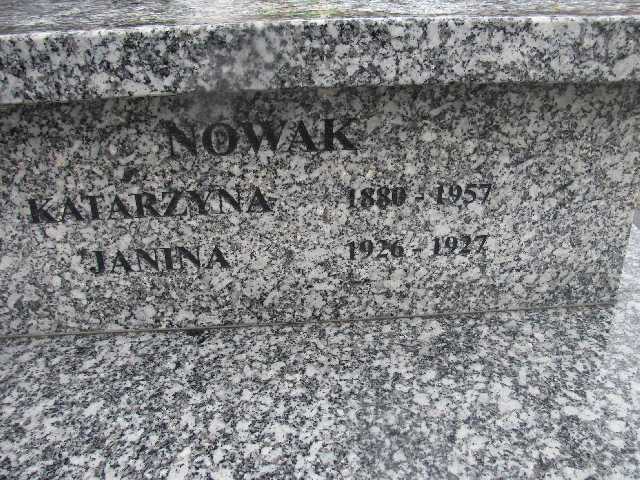 NOWAK
KATARZYNA 1880 - 1957
JANINA 1926 - 1927